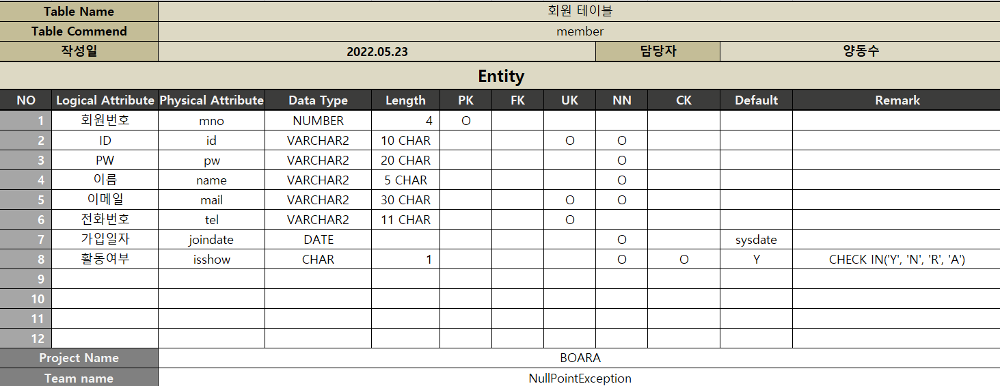 Table Name 회원 테이블
Table Commend member
작성일 2022.05.23 담당자 양동수
Entity
NO Logical Attribute Physical Attribute Data Type Length PK FK UK NN CK Default Remark
1 회원번호 mno NUMBER 4 O
2 ID id VARCHAR2 10 CHAR O O
3 PW pw VARCHAR2 20 CHAR O
4 이름 name VARCHAR2 5 CHAR O
5 이메일 mail VARCHAR2 30 CHAR O O
6 전화번호 tel VARCHAR2 11 CHAR O
7 가입일자 joindate DATE O sysdate
8 활동여부 isshow CHAR 1 O O Y CHECK IN('Y', 'N', 'R', 'A')
9
10
11
12
Project Name BOARA
Team name NullPointException